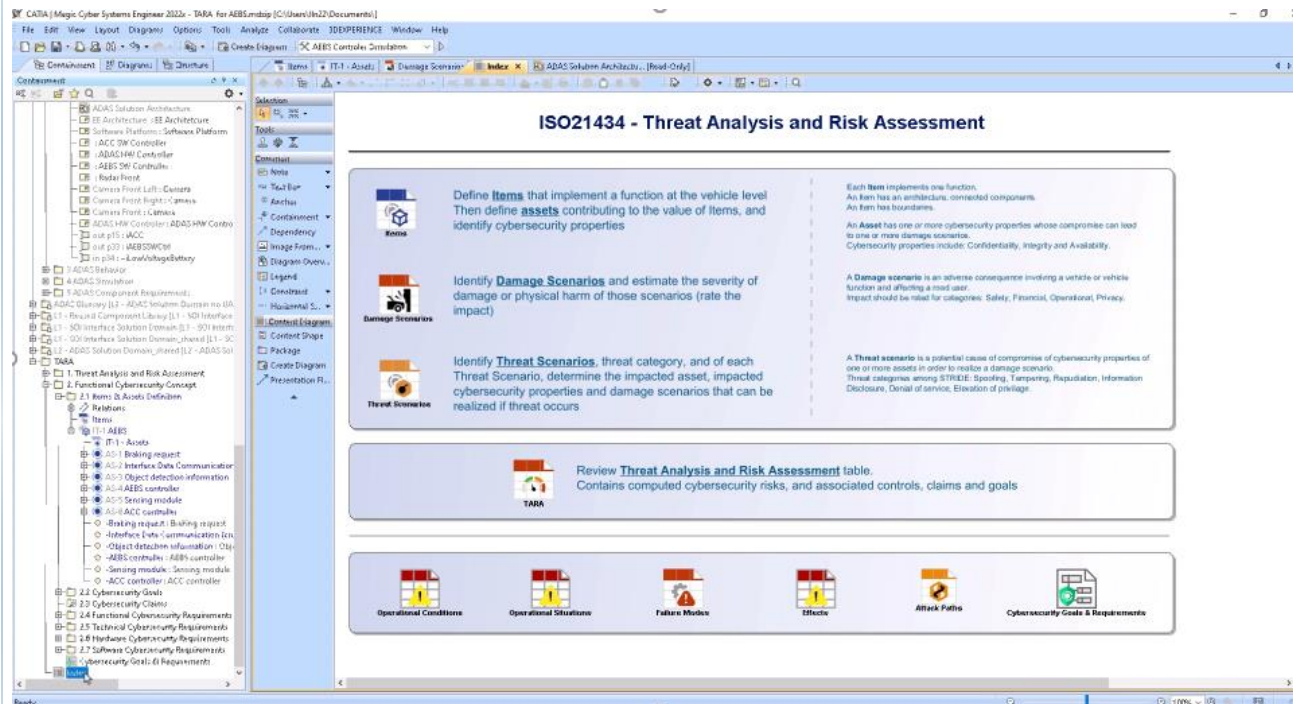 CATIA | Magic Cyber Systems Engineer 2022x - TARA for AEBS.mdzip [C:\Users\JIn22\Documents\]
File Edit View Layout Diagrams Options Tools Analyze Collaborate 3DEXPERIENCE Window Help
Create Diagram AEBS Controller Simulation
Containment Diagrams Structure
Items IT-1 - Assets Damage Scenarios Index ADAS Solution Architectu... [Read-Only]
Containment
ADAS Solution Architecture
EE Architecture : EE Architetcure
Software Platform : Software Platform
: ACC SW Controller
: ADAS HW Controller
: AEBS SW Controller
: Radar Front
Camera Front Left : Camera
Camera Front Right : Camera
Camera Front : Camera
ADAS HW Controller : ADAS HW Contro
out p15 : iACC
out p33 : iAEBSSWCtrl
in p34 : ~iLowVoltageBattery
3 ADAS Behavior
4 ADAS Simulation
5 ADAS Component Requirements
TARA
1. Threat Analysis and Risk Assessment
2. Functional Cybersecurity Concept
2.1 Items & Assets Definition
Relations
Items
IT-1 AEBS
IT-1 - Assets
AS-1 Braking request
AS-2 Interface Data Communication
AS-3 Object detection information
AS-4 AEBS controller
AS-5 Sensing module
AS-6 ACC controller
-Braking request : Braking request
-Interface Data Communication
-Object detection information : Obj
-AEBS controller : AEBS controller
-Sensing module : Sensing module
-ACC controller : ACC controller
2.2 Cybersecurity Goals
2.3 Cybersecurity Claims
2.4 Functional Cybersecurity Requirements
2.5 Technical Cybersecurity Requirements
2.6 Hardware Cybersecurity Requirements
2.7 Software Cybersecurity Requirements
Cybersecurity Goals & Requirements
Index
Selection
Tools
Common
Note
Text Box
Anchor
Containment
Dependency
Image From...
Diagram Overv...
Legend
Constraint
Horizontal S...
Content Diagram
Content Shape
Package
Create Diagram
Presentation Fr...
ISO21434 - Threat Analysis and Risk Assessment
Items
Define Items that implement a function at the vehicle level
Then define assets contributing to the value of Items, and
identify cybersecurity properties
Each Item implements one function.
An Item has an architecture, connected components.
An Item has boundaries.
An Asset has one or more cybersecurity properties whose compromise can lead
to one or more damage scenarios.
Cybersecurity properties include: Confidentiality, Integrity and Availability.
Damage Scenarios
Identify Damage Scenarios and estimate the severity of
damage or physical harm of those scenarios (rate the
impact)
A Damage scenario is an adverse consequence involving a vehicle or vehicle
function and affecting a road user.
Impact should be rated for categories: Safety, Financial, Operational, Privacy.
Threat Scenarios
Identify Threat Scenarios, threat category, and of each
Threat Scenario, determine the impacted asset, impacted
cybersecurity properties and damage scenarios that can be
realized if threat occurs
A Threat scenario is a potential cause of compromise of cybersecurity properties of
one or more assets in order to realize a damage scenario.
Threat categories among STRIDE: Spoofing, Tampering, Repudiation, Information
Disclosure, Denial of service, Elevation of privilege.
TARA
Review Threat Analysis and Risk Assessment table.
Contains computed cybersecurity risks, and associated controls, claims and goals
Operational Conditions
Operational Situations
Failure Modes
Effects
Attack Paths
Cybersecurity Goals & Requirements
Ready
100%